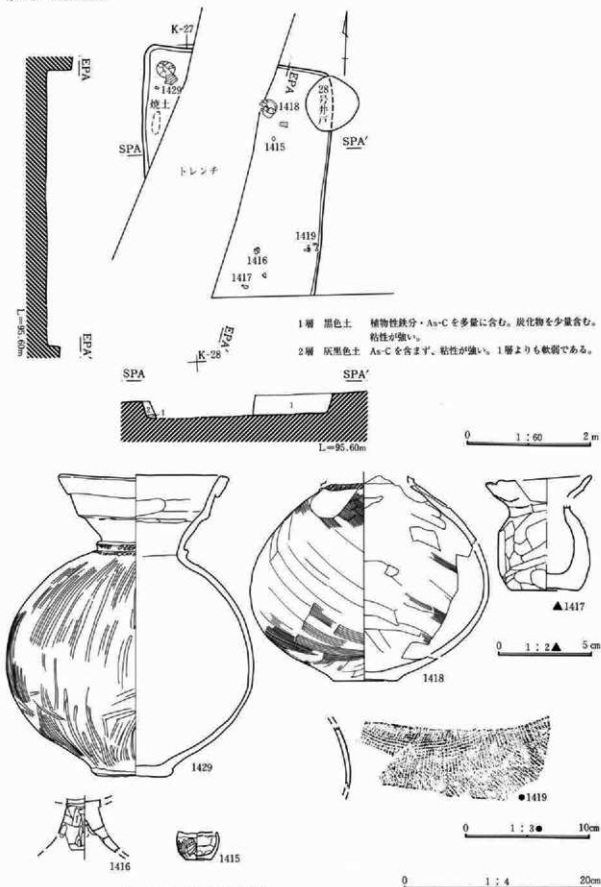 K-27
EPA
EPA
1429
1418
28号井戸
焼土
1415
SPA
SPA'
トレンチ
1419
1416
1417
L=95.60m
EPA'
EPA'
K-28
1層 黒色土 植物性鉄分・As-Cを多量に含む。炭化物を少量含む。
粘性が強い。
2層 灰黒色土 As-Cを含まず、粘性が強い。1層よりも軟弱である。
SPA
SPA'
2
1
1
L=95.60m
0 1:60 2m
▲1417
0 1:2▲ 5cm
1418
1429
●1419
1416
1415
0 1:3● 10cm
0 1:4 20cm